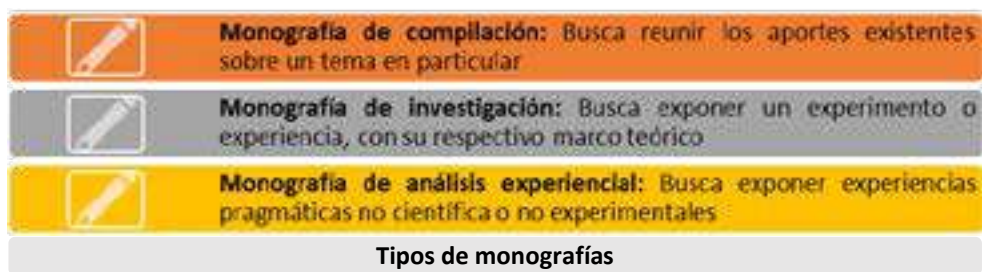 Monografía de compilación: Busca reunir los aportes existentes
sobre un tema en particular
Monografía de investigación: Busca exponer un experimento o
experiencia, con su respectivo marco teórico
Monografía de análisis experiencial: Busca exponer experiencias
pragmáticas no científica o no experimentales
Tipos de monografías